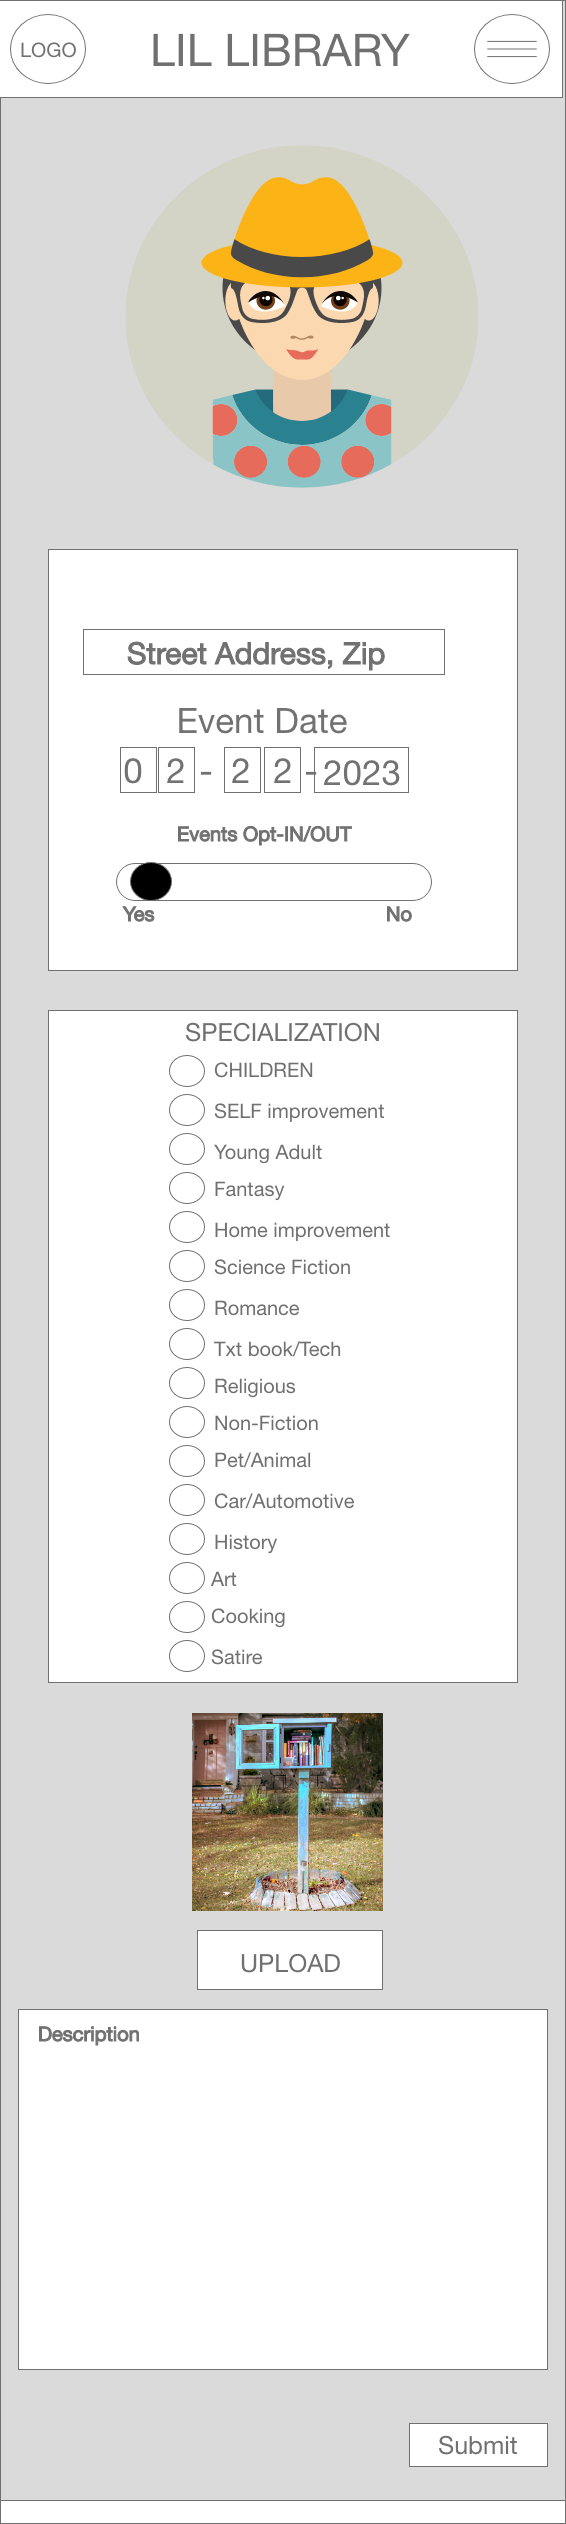 LOGO LIL LIBRARY
Street Address, Zip
Event Date
0 2 - 2 2 - 2023
Events Opt-IN/OUT
Yes No
SPECIALIZATION
CHILDREN
SELF improvement
Young Adult
Fantasy
Home improvement
Science Fiction
Romance
Txt book/Tech
Religious
Non-Fiction
Pet/Animal
Car/Automotive
History
Art
Cooking
Satire
UPLOAD
Description
Submit